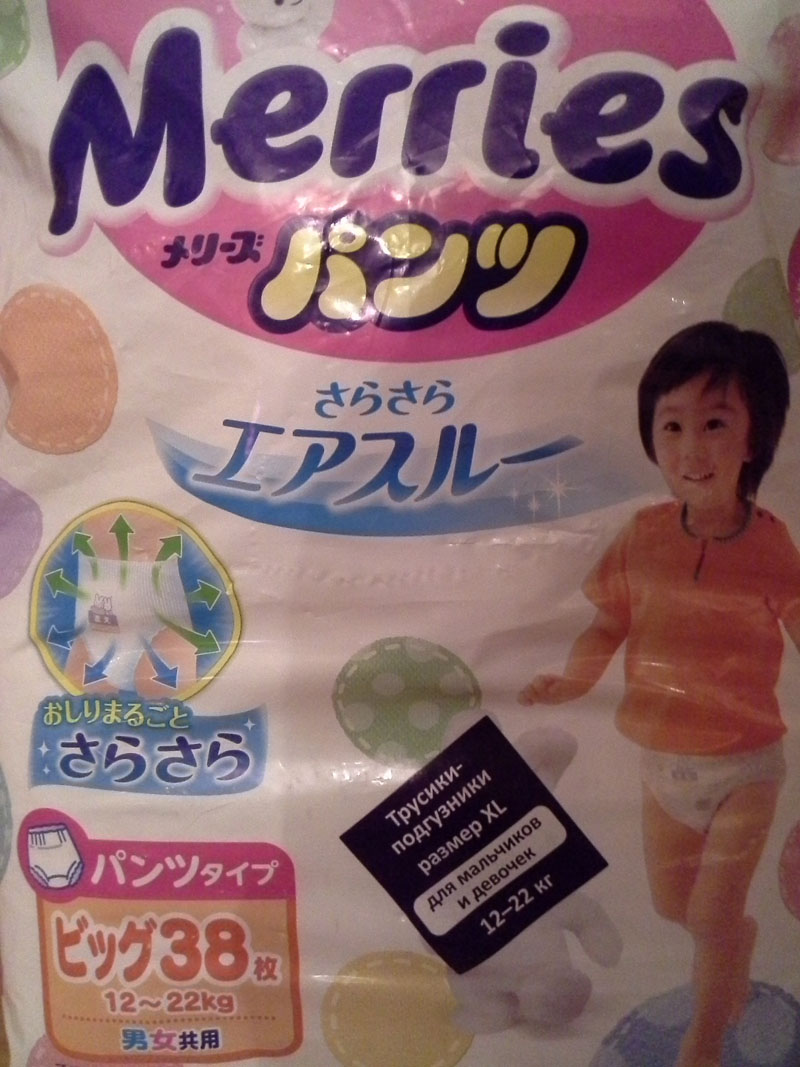 Merries
メリーズ パンツ
さらさら
エアスルー
おしりまるごと
さらさら
Трусики-
подгузники
размер XL
для мальчиков
и девочек
12–22 кг
パンツタイプ
ビッグ38枚
12～22kg
男女共用